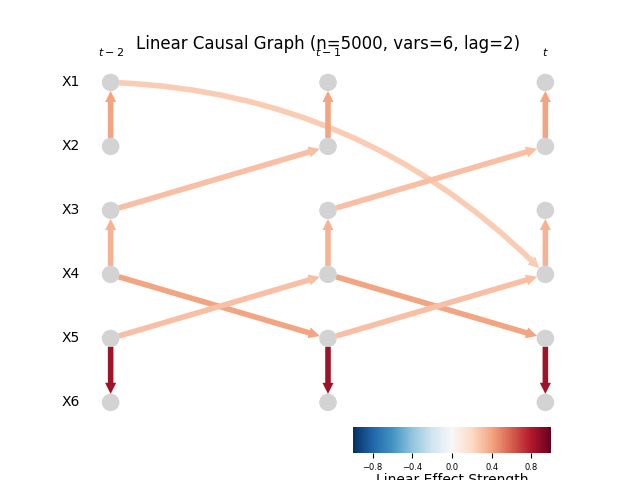 Linear Causal Graph (n=5000, vars=6, lag=2)
t − 2 t − 1 t
X1
X2
X3
X4
X5
X6
−0.8 −0.4 0.0 0.4 0.8
Linear Effect Strength